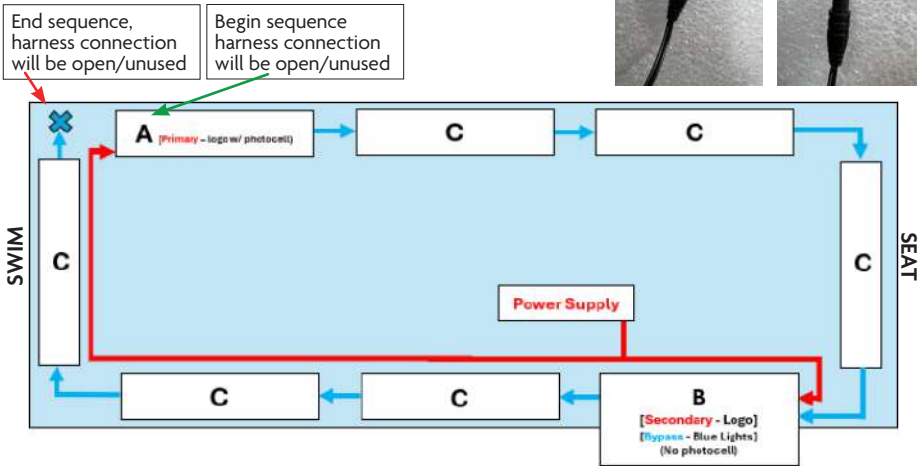 End sequence,
harness connection
will be open/unused
Begin sequence
harness connection
will be open/unused
A [Primary – logo w/ photocell)
C
C
SWIM
C
C
SEAT
Power Supply
C
C
B
[Secondary - Logo]
[Bypass - Blue Lights]
(No photocell)